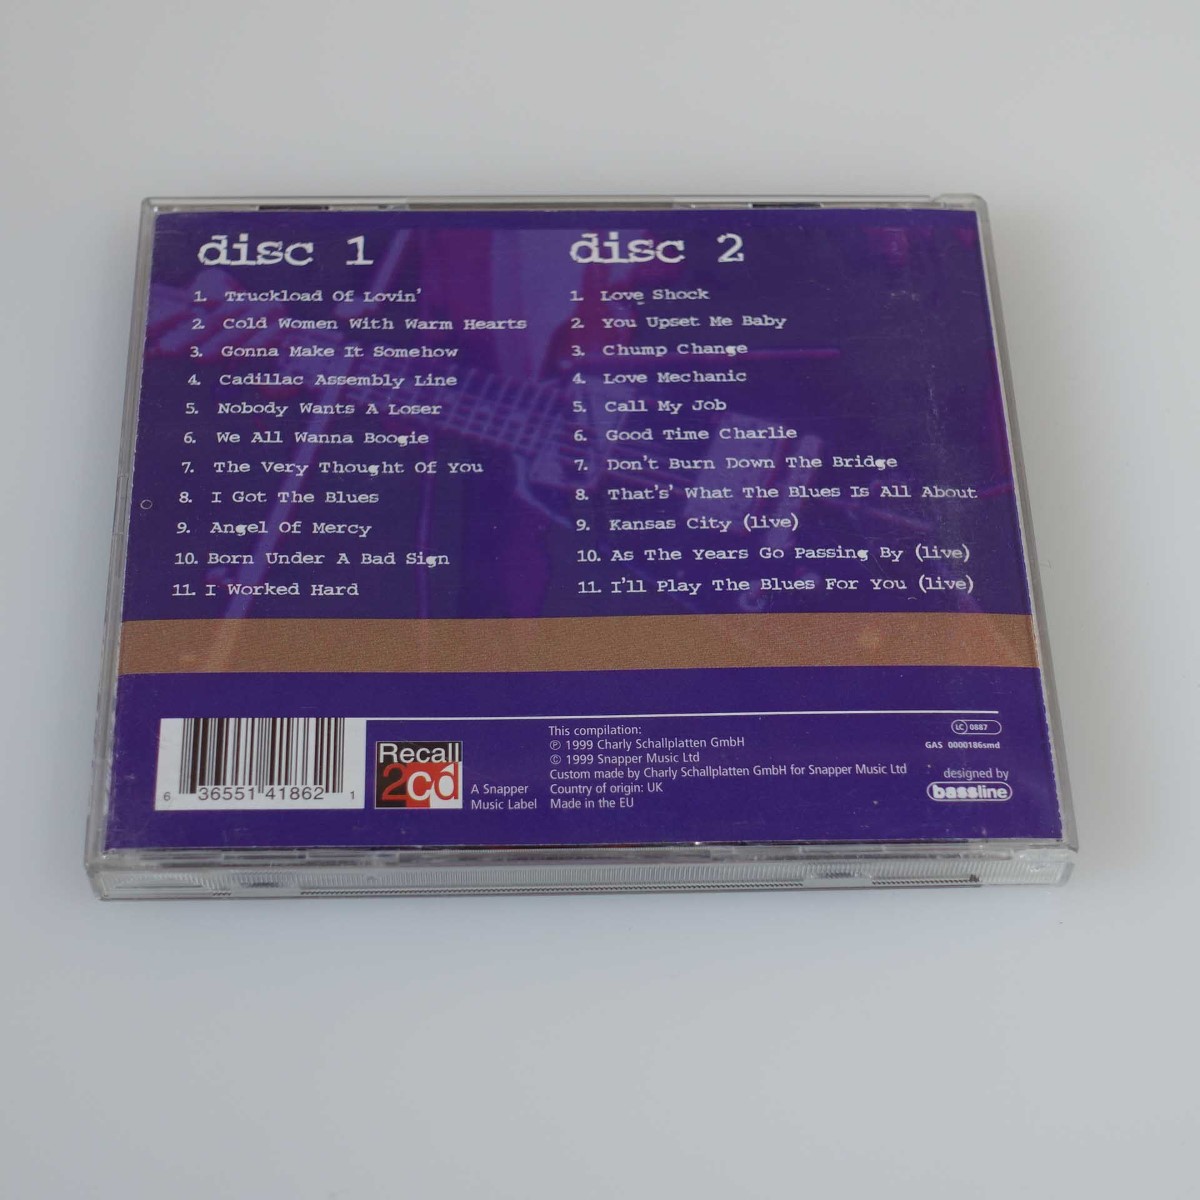 disc 1
1. Truckload Of Lovin'
2. Cold Women With Warm Hearts
3. Gonna Make It Somehow
4. Cadillac Assembly Line
5. Nobody Wants A Loser
6. We All Wanna Boogie
7. The Very Thought Of You
8. I Got The Blues
9. Angel Of Mercy
10. Born Under A Bad Sign
11. I Worked Hard
disc 2
1. Love Shock
2. You Upset Me Baby
3. Chump Change
4. Love Mechanic
5. Call My Job
6. Good Time Charlie
7. Don't Burn Down The Bridge
8. That's' What The Blues Is All About
9. Kansas City (live)
10. As The Years Go Passing By (live)
11. I'll Play The Blues For You (live)
6 36551 41862 1
Recall
2cd
A Snapper
Music Label
This compilation:
℗ 1999 Charly Schallplatten GmbH
© 1999 Snapper Music Ltd
Custom made by Charly Schallplatten GmbH for Snapper Music Ltd
Country of origin: UK
Made in the EU
LC 0887
GAS 0000186smd
designed by
bassline